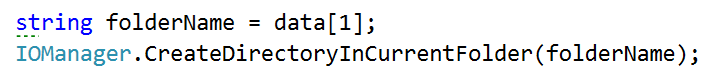 string folderName = data[1];
IOManager.CreateDirectoryInCurrentFolder(folderName);